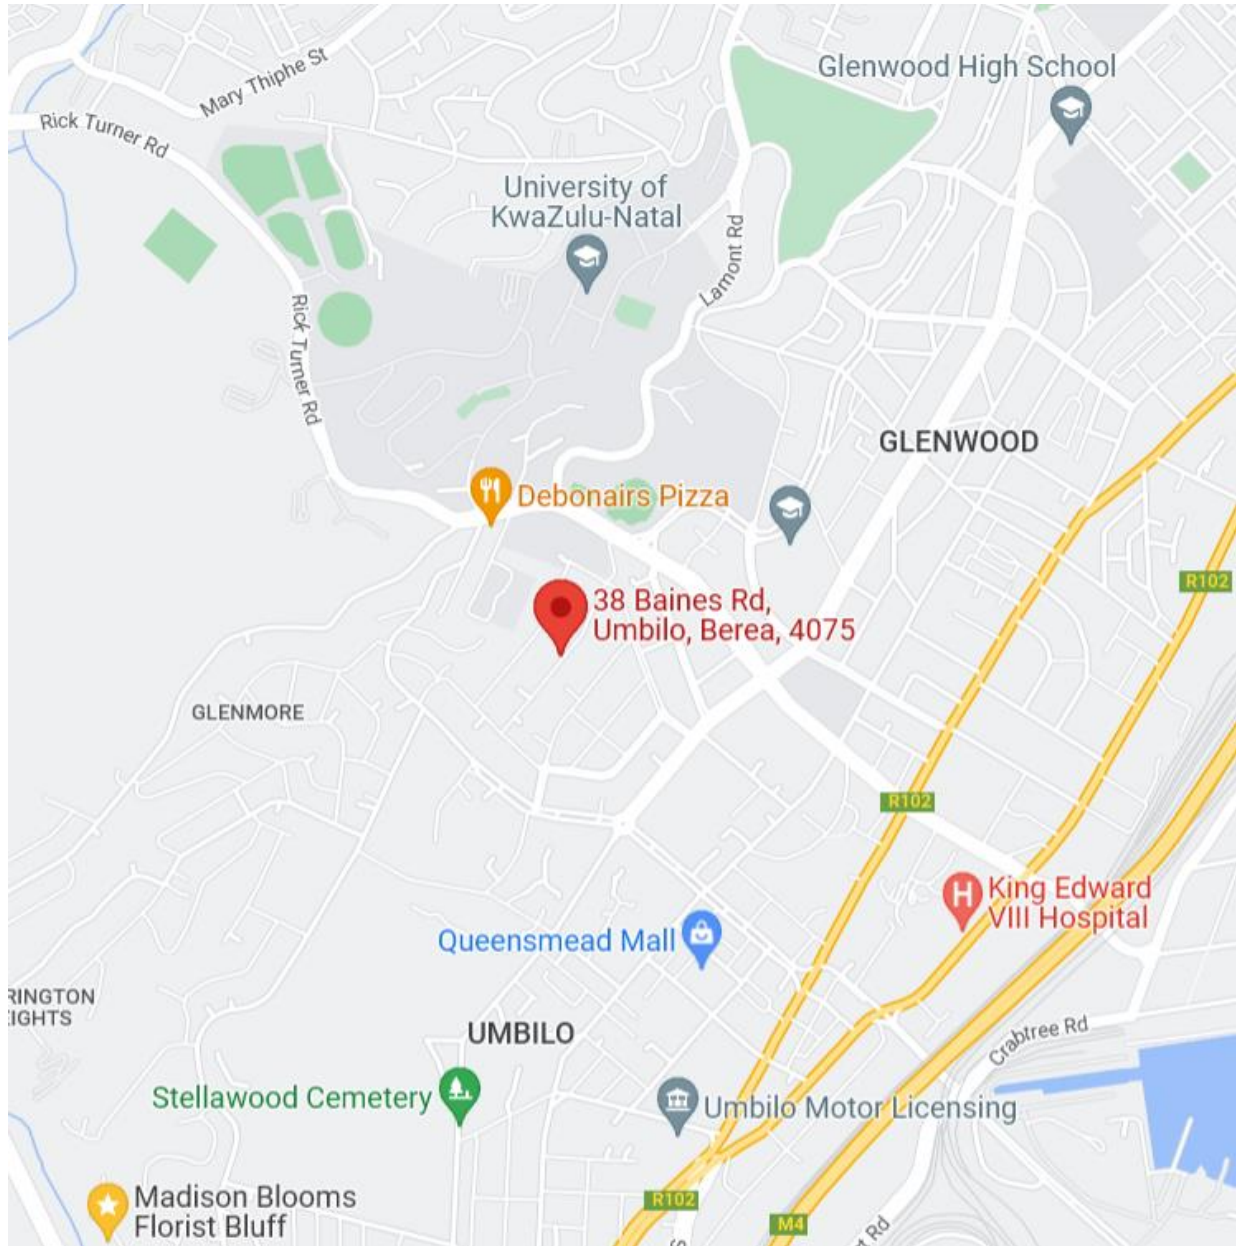 Glenwood High School
Mary Thiphe St
Rick Turner Rd
University of
KwaZulu-Natal
Lamont Rd
Rick Turner Rd
GLENWOOD
Debonairs Pizza
R102
38 Baines Rd,
Umbilo, Berea, 4075
GLENMORE
R102
King Edward
VIII Hospital
Queensmead Mall
RINGTON
EIGHTS
UMBILO
Crabtree Rd
Stellawood Cemetery
Umbilo Motor Licensing
Madison Blooms
Florist Bluff
R102
M4
t Rd